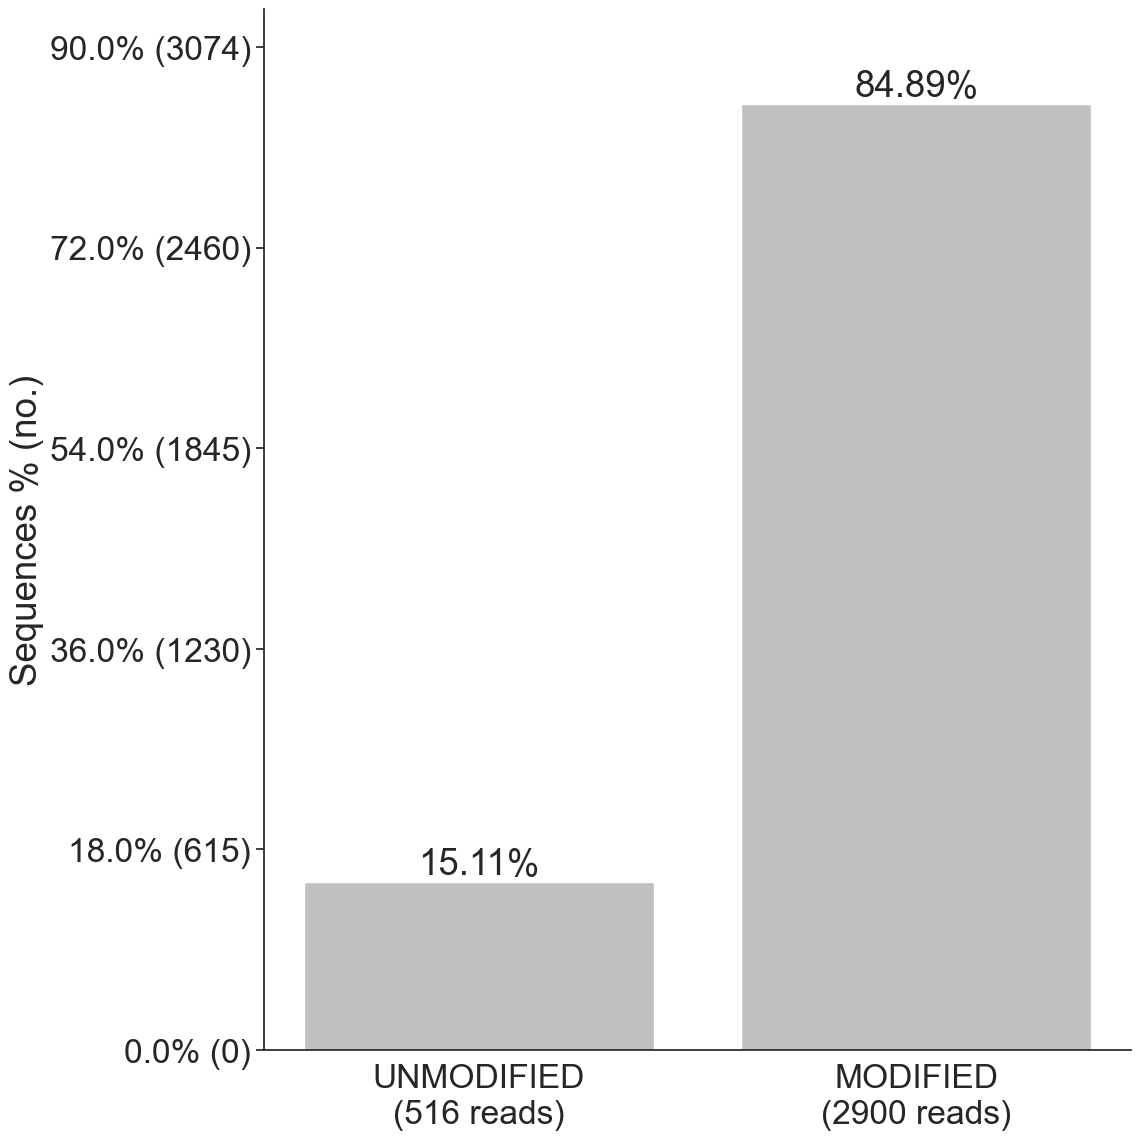 Sequences % (no.)
90.0% (3074)
72.0% (2460)
54.0% (1845)
36.0% (1230)
18.0% (615)
0.0% (0)
15.11%
84.89%
UNMODIFIED
(516 reads)
MODIFIED
(2900 reads)